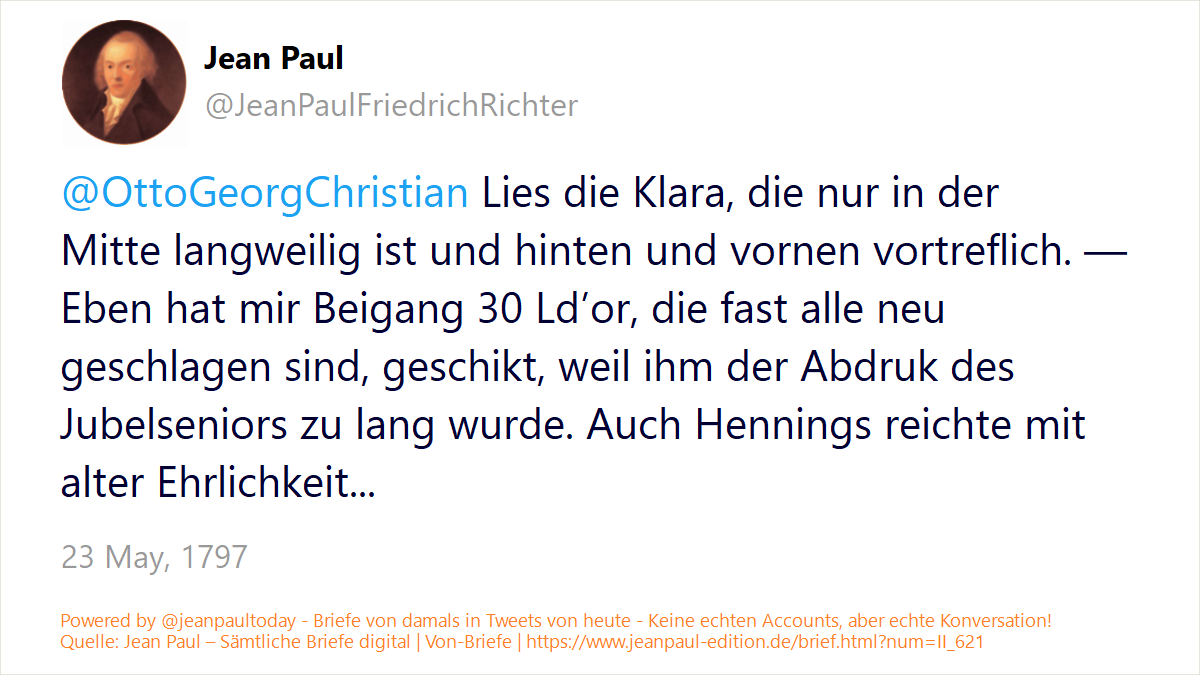 Jean Paul
@JeanPaulFriedrichRichter
@OttoGeorgChristian Lies die Klara, die nur in der
Mitte langweilig ist und hinten und vornen vortreflich. —
Eben hat mir Beigang 30 Ld’or, die fast alle neu
geschlagen sind, geschikt, weil ihm der Abdruk des
Jubelseniors zu lang wurde. Auch Hennings reichte mit
alter Ehrlichkeit...
23 May, 1797
Powered by @jeanpaultoday - Briefe von damals in Tweets von heute - Keine echten Accounts, aber echte Konversation!
Quelle: Jean Paul – Sämtliche Briefe digital | Von-Briefe | https://www.jeanpaul-edition.de/brief.html?num=II_621